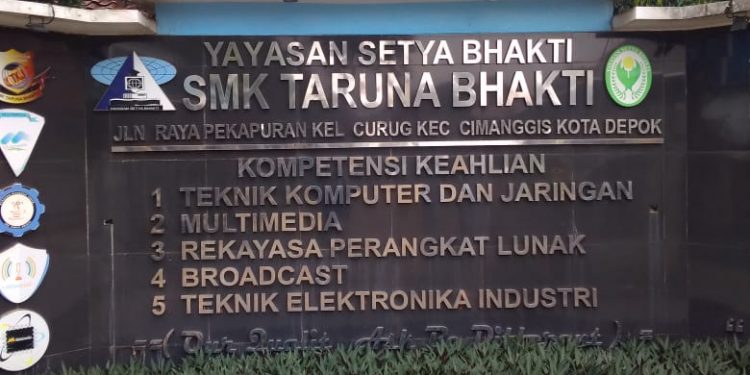 YAYASAN SETYA BHAKTI
SMK TARUNA BHAKTI
JLN RAYA PEKAPURAN KEL CURUG KEC CIMANGGIS KOTA DEPOK
KOMPETENSI KEAHLIAN
1 TEKNIK KOMPUTER DAN JARINGAN
2 MULTIMEDIA
3 REKAYASA PERANGKAT LUNAK
4 BROADCAST
5 TEKNIK ELEKTRONIKA INDUSTRI